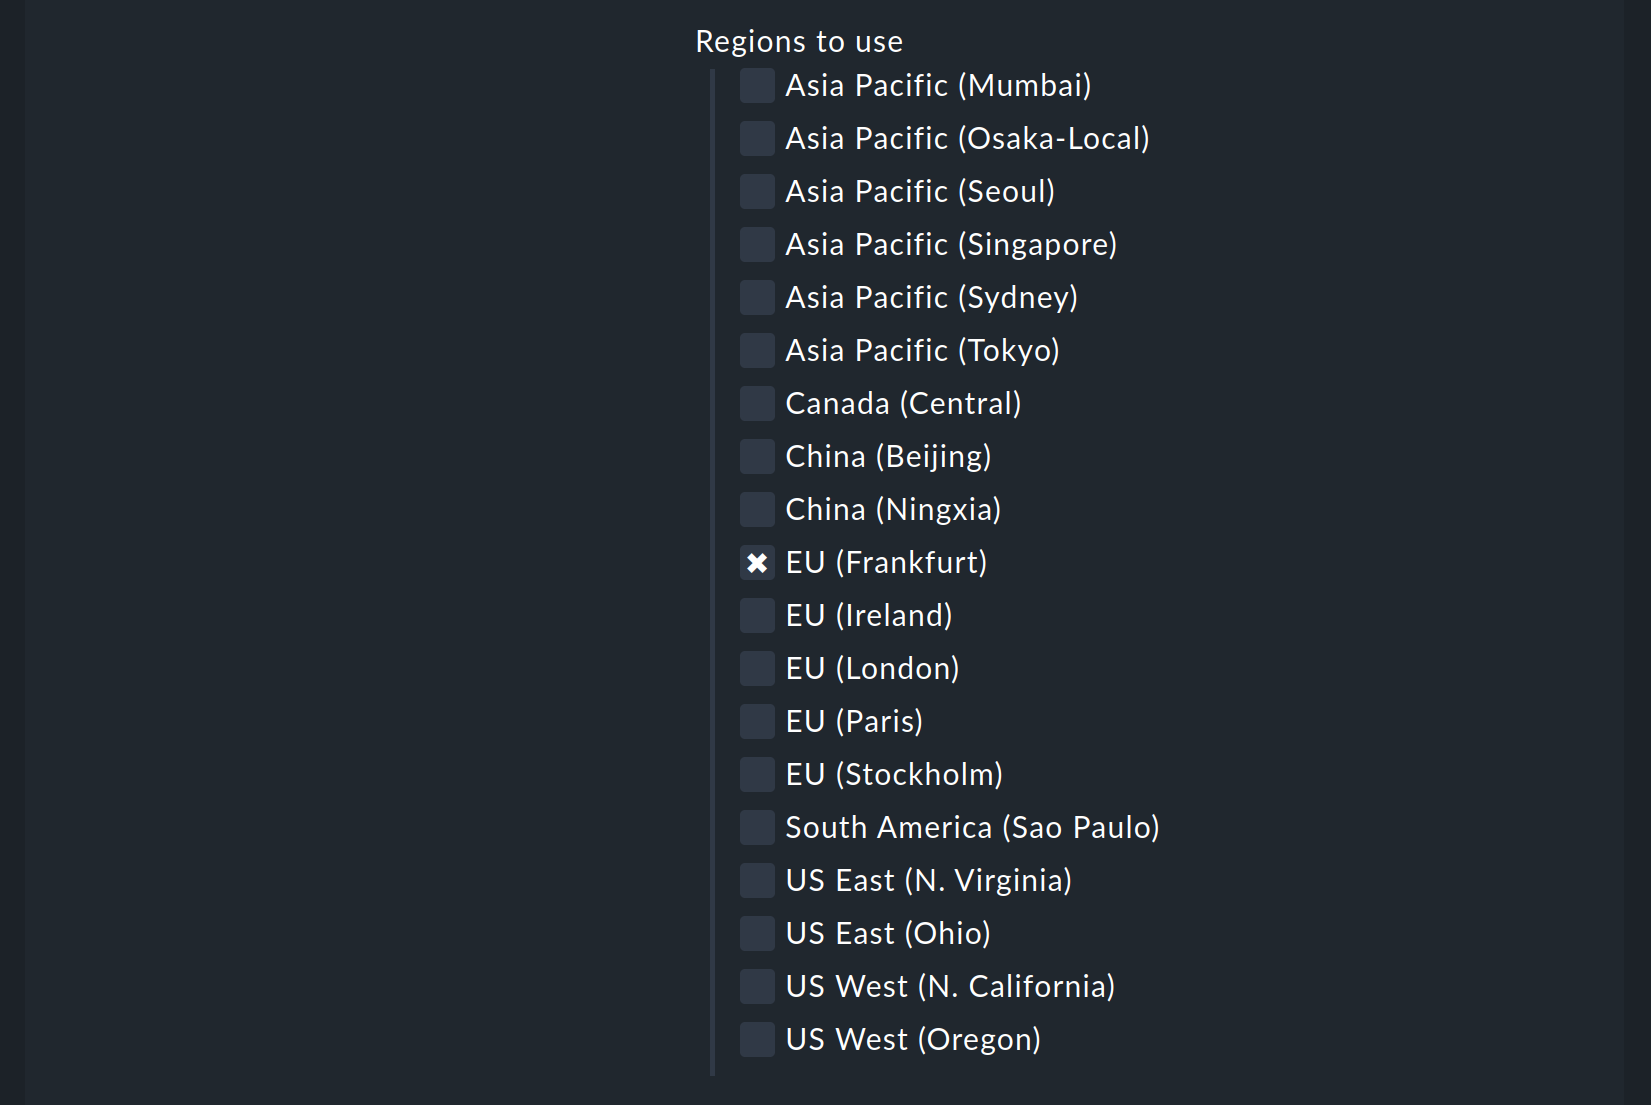 Regions to use
Asia Pacific (Mumbai)
Asia Pacific (Osaka-Local)
Asia Pacific (Seoul)
Asia Pacific (Singapore)
Asia Pacific (Sydney)
Asia Pacific (Tokyo)
Canada (Central)
China (Beijing)
China (Ningxia)
EU (Frankfurt)
EU (Ireland)
EU (London)
EU (Paris)
EU (Stockholm)
South America (Sao Paulo)
US East (N. Virginia)
US East (Ohio)
US West (N. California)
US West (Oregon)